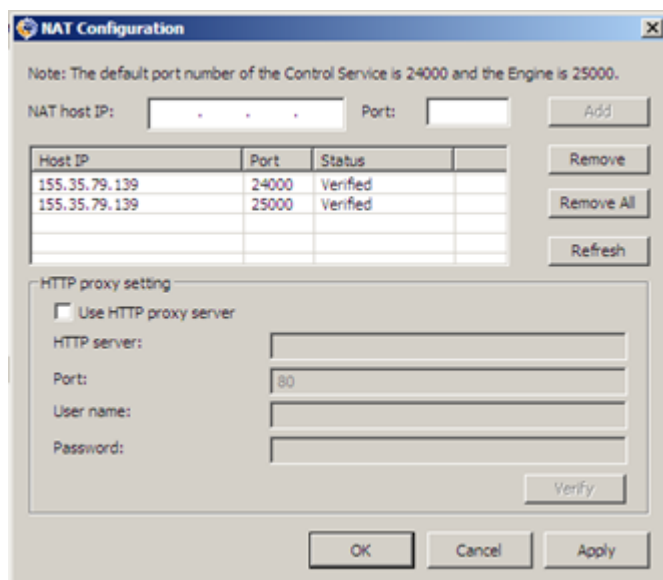 NAT Configuration
Note: The default port number of the Control Service is 24000 and the Engine is 25000.
NAT host IP: . . . Port: Add
Host IP Port Status
155.35.79.139 24000 Verified
155.35.79.139 25000 Verified
Remove
Remove All
Refresh
HTTP proxy setting
Use HTTP proxy server
HTTP server:
Port: 80
User name:
Password:
Verify
OK Cancel Apply